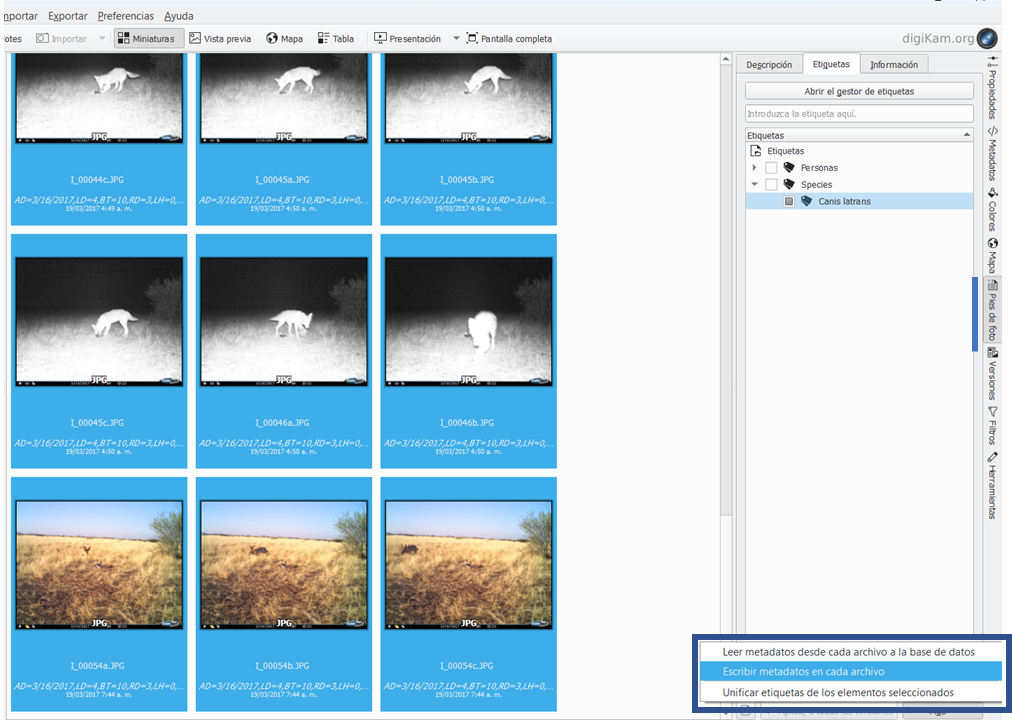 mportar Exportar Preferencias Ayuda
otes Importar Miniaturas Vista previa Mapa Tabla Presentación Pantalla completa
digiKam.org
JPG JPG JPG
I_00044c.JPG I_00045a.JPG I_00045b.JPG
AD=3/16/2017,LD=4,BT=10,RD=3,LH=0,... AD=3/16/2017,LD=4,BT=10,RD=3,LH=0,... AD=3/16/2017,LD=4,BT=10,RD=3,LH=0,...
19/03/2017 4:49 a. m. 19/03/2017 4:50 a. m. 19/03/2017 4:50 a. m.
JPG JPG JPG
I_00045c.JPG I_00046a.JPG I_00046b.JPG
AD=3/16/2017,LD=4,BT=10,RD=3,LH=0,... AD=3/16/2017,LD=4,BT=10,RD=3,LH=0,... AD=3/16/2017,LD=4,BT=10,RD=3,LH=0,...
19/03/2017 4:50 a. m. 19/03/2017 4:50 a. m. 19/03/2017 4:50 a. m.
JPG JPG JPG
I_00054a.JPG I_00054b.JPG I_00054c.JPG
AD=3/16/2017,LD=4,BT=10,RD=3,LH=0,... AD=3/16/2017,LD=4,BT=10,RD=3,LH=0,... AD=3/16/2017,LD=4,BT=10,RD=3,LH=0,...
19/03/2017 7:44 a. m. 19/03/2017 7:44 a. m. 19/03/2017 7:44 a. m.
Descripción Etiquetas Información
Abrir el gestor de etiquetas
Introduzca la etiqueta aquí.
Etiquetas
Etiquetas
Personas
Species
Canis latrans
Leer metadatos desde cada archivo a la base de datos
Escribir metadatos en cada archivo
Unificar etiquetas de los elementos seleccionados
Propiedades
Metadatos
Colores
Mapa
Pies de foto
Versiones
Filtros
Herramientas